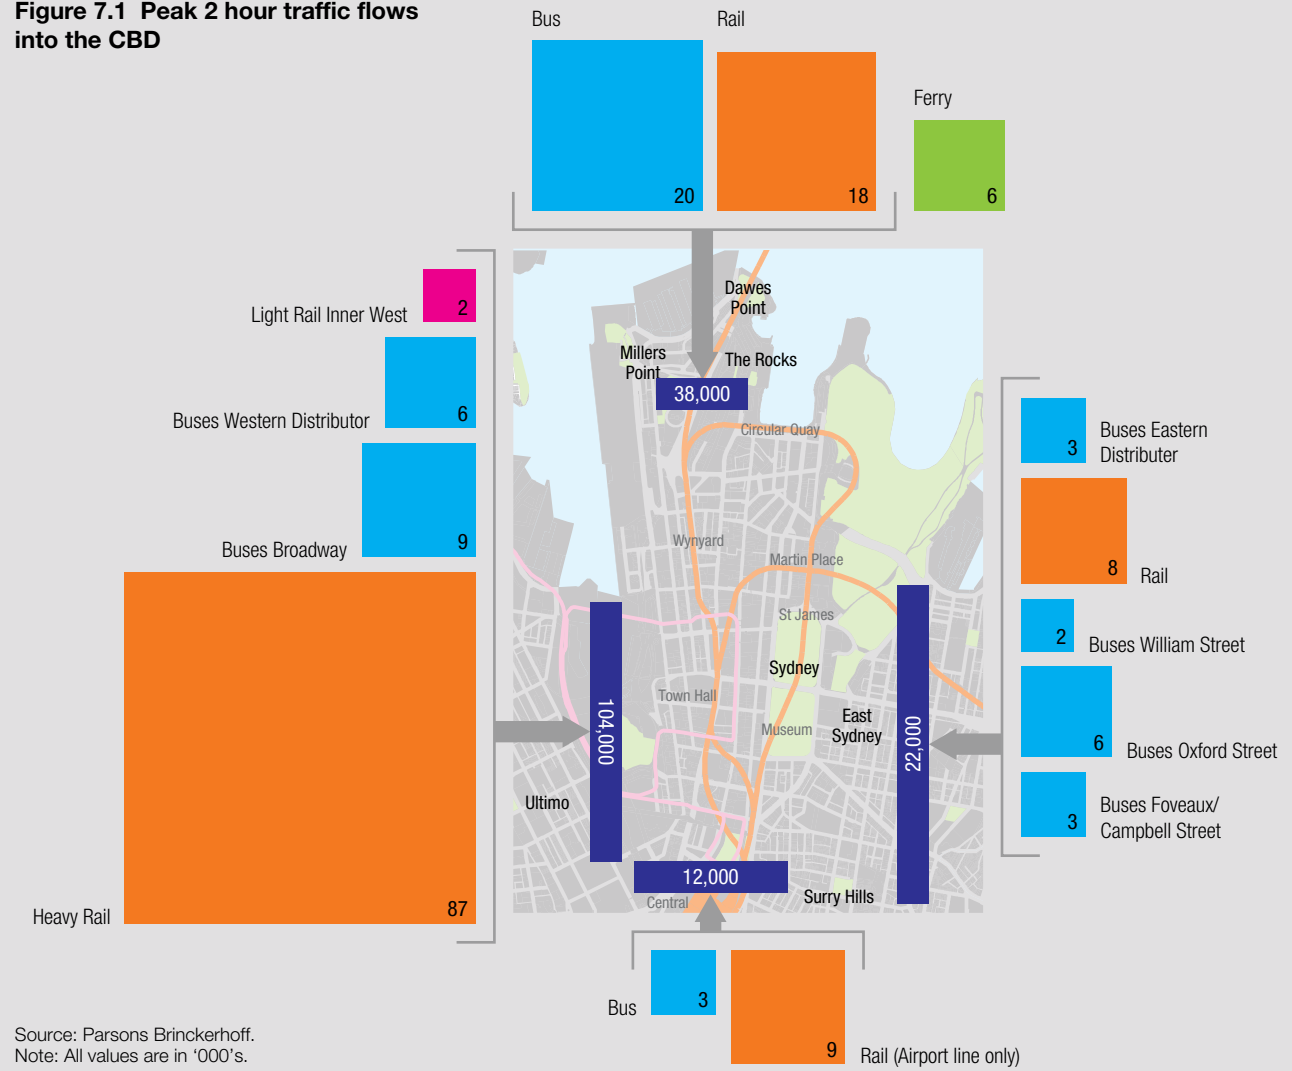 Figure 7.1  Peak 2 hour traffic flows
into the CBD
Bus
Rail
Ferry
20
18
6
Light Rail Inner West
2
Buses Western Distributor
6
Buses Broadway
9
Heavy Rail
87
Dawes
Point
Millers
Point
The Rocks
38,000
Circular Quay
Wynyard
Martin Place
St James
Sydney
Town Hall
Museum
East
Sydney
104,000
22,000
Ultimo
12,000
Central
Surry Hills
3
Buses Eastern
Distributer
8
Rail
2
Buses William Street
6
Buses Oxford Street
3
Buses Foveaux/
Campbell Street
Bus
3
9
Rail (Airport line only)
Source: Parsons Brinckerhoff.
Note: All values are in ‘000’s.